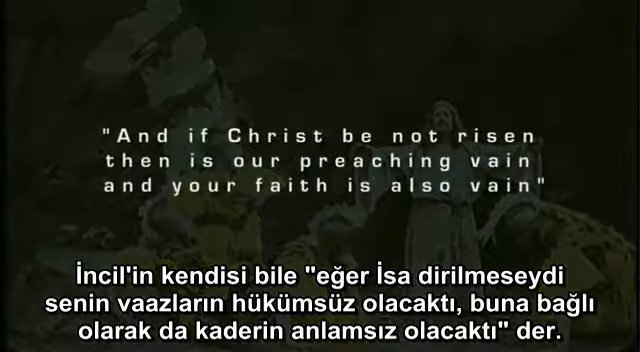 "And if Christ be not risen
then is our preaching vain
and your faith is also vain"
İncil'in kendisi bile "eğer İsa dirilmeseydi
senin vaazların hükümsüz olacaktı, buna bağlı
olarak da kaderin anlamsız olacaktı" der.